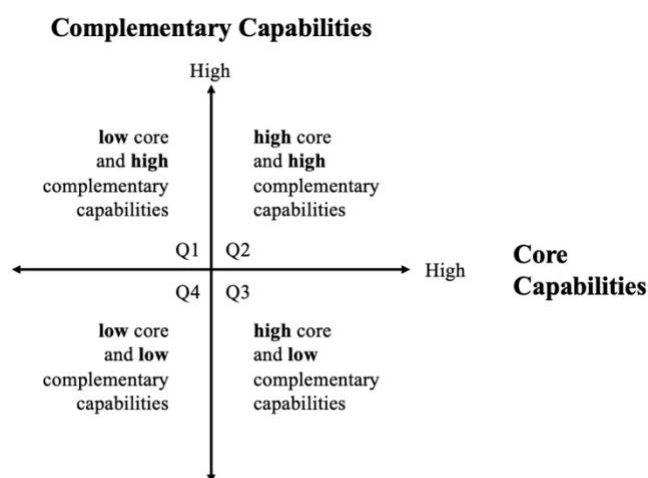 Complementary Capabilities
High
low core
and high
complementary
capabilities
high core
and high
complementary
capabilities
Q1
Q2
High
Core
Capabilities
Q4
Q3
low core
and low
complementary
capabilities
high core
and low
complementary
capabilities